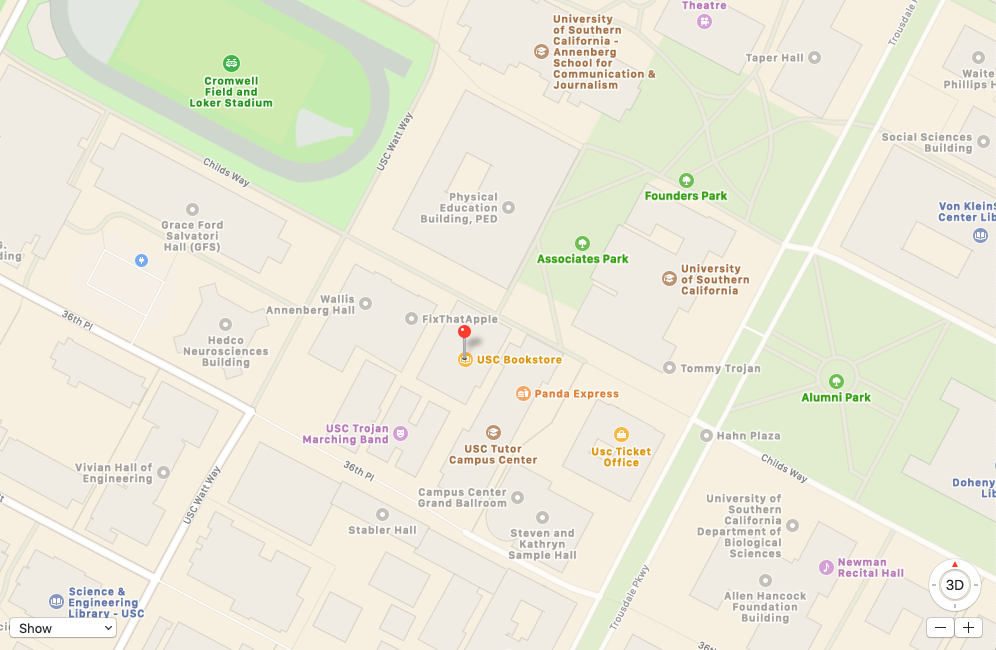 Theatre
University
of Southern
California -
Annenberg
School for
Communication &
Journalism
Trousdale P
Taper Hall
Waite
Phillips H
Cromwell
Field and
Loker Stadium
USC Watt Way
Social Sciences
Building
Childs Way
Founders Park
Physical
Education
Building, PED
Von KleinS
Center Lib
Grace Ford
Salvatori
Hall (GFS)
Associates Park
University
of Southern
California
Wallis
Annenberg Hall
FixThatApple
36th Pl
Hedco
Neurosciences
Building
USC Bookstore
Tommy Trojan
Alumni Park
Panda Express
USC Trojan
Marching Band
USC Tutor
Campus Center
Usc Ticket
Office
Hahn Plaza
Childs Way
Vivian Hall of
Engineering
36th Pl
USC Watt Way
Campus Center
Grand Ballroom
Doheny
Lib
University of
Southern
California
Department of
Biological
Sciences
Stabler Hall
Steven and
Kathryn
Sample Hall
Newman
Recital Hall
Trousdale Pkwy
Allen Hancock
Foundation
Building
Science &
Engineering
Library - USC
3D
Show
36th